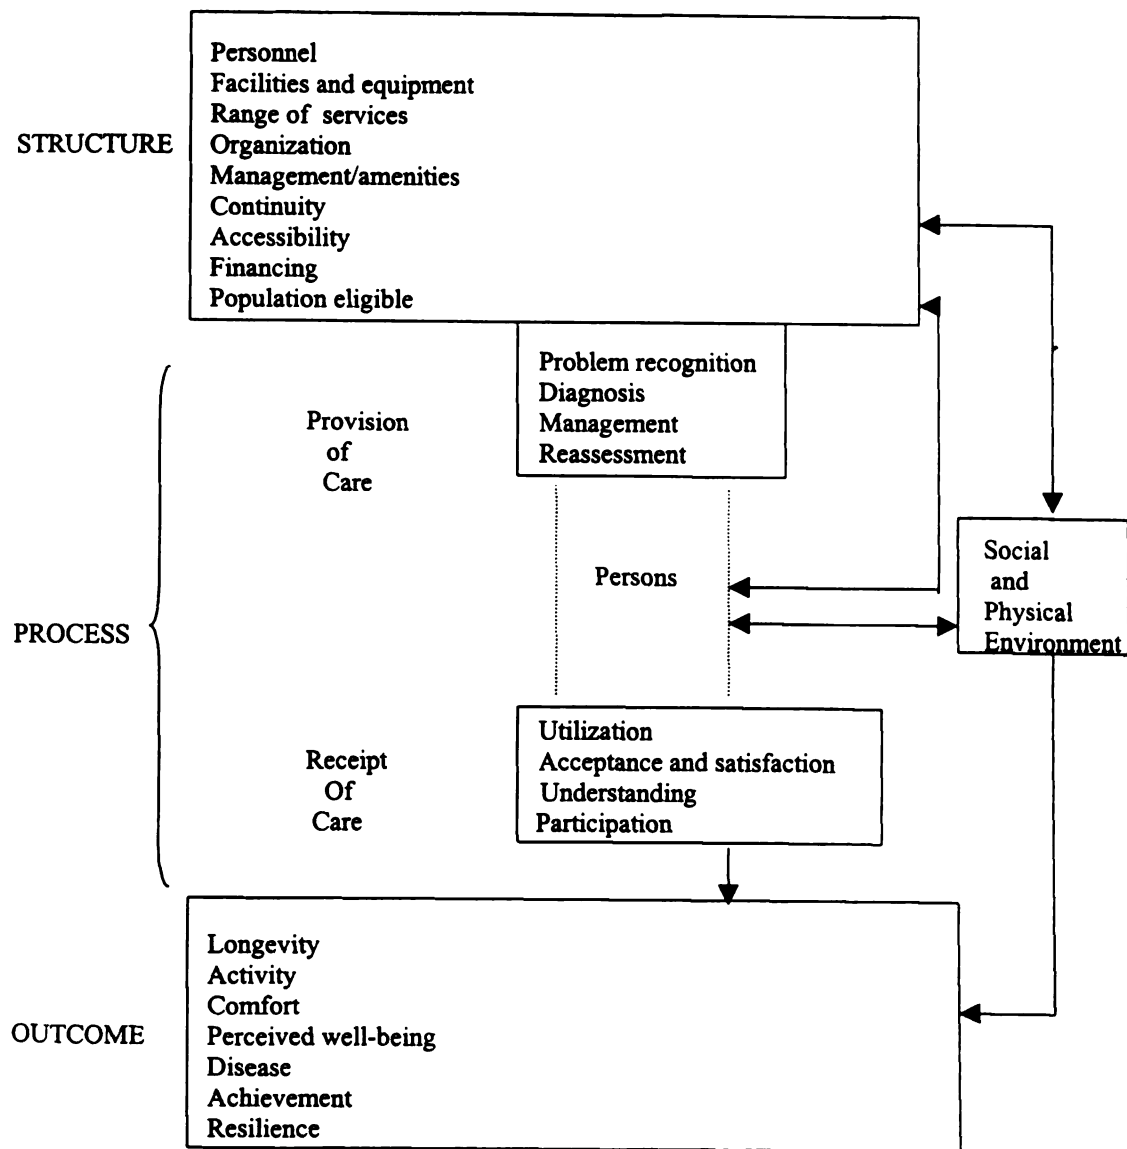 STRUCTURE
Personnel
Facilities and equipment
Range of services
Organization
Management/amenities
Continuity
Accessibility
Financing
Population eligible
PROCESS
Provision
of
Care
Problem recognition
Diagnosis
Management
Reassessment
Persons
Social
and
Physical
Environment
Receipt
Of
Care
Utilization
Acceptance and satisfaction
Understanding
Participation
OUTCOME
Longevity
Activity
Comfort
Perceived well-being
Disease
Achievement
Resilience